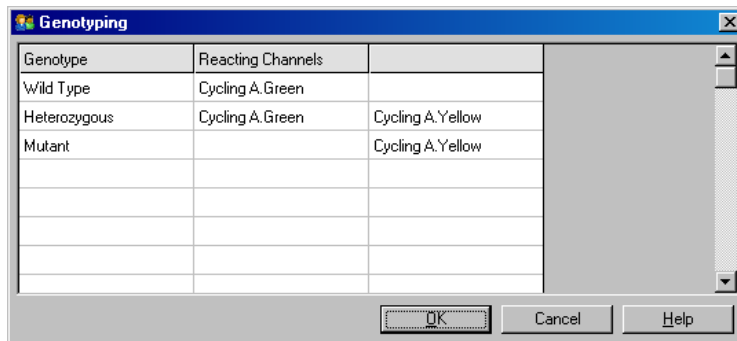 Genotyping
Genotype Reacting Channels
Wild Type Cycling A.Green
Heterozygous Cycling A.Green Cycling A.Yellow
Mutant Cycling A.Yellow
OK Cancel Help